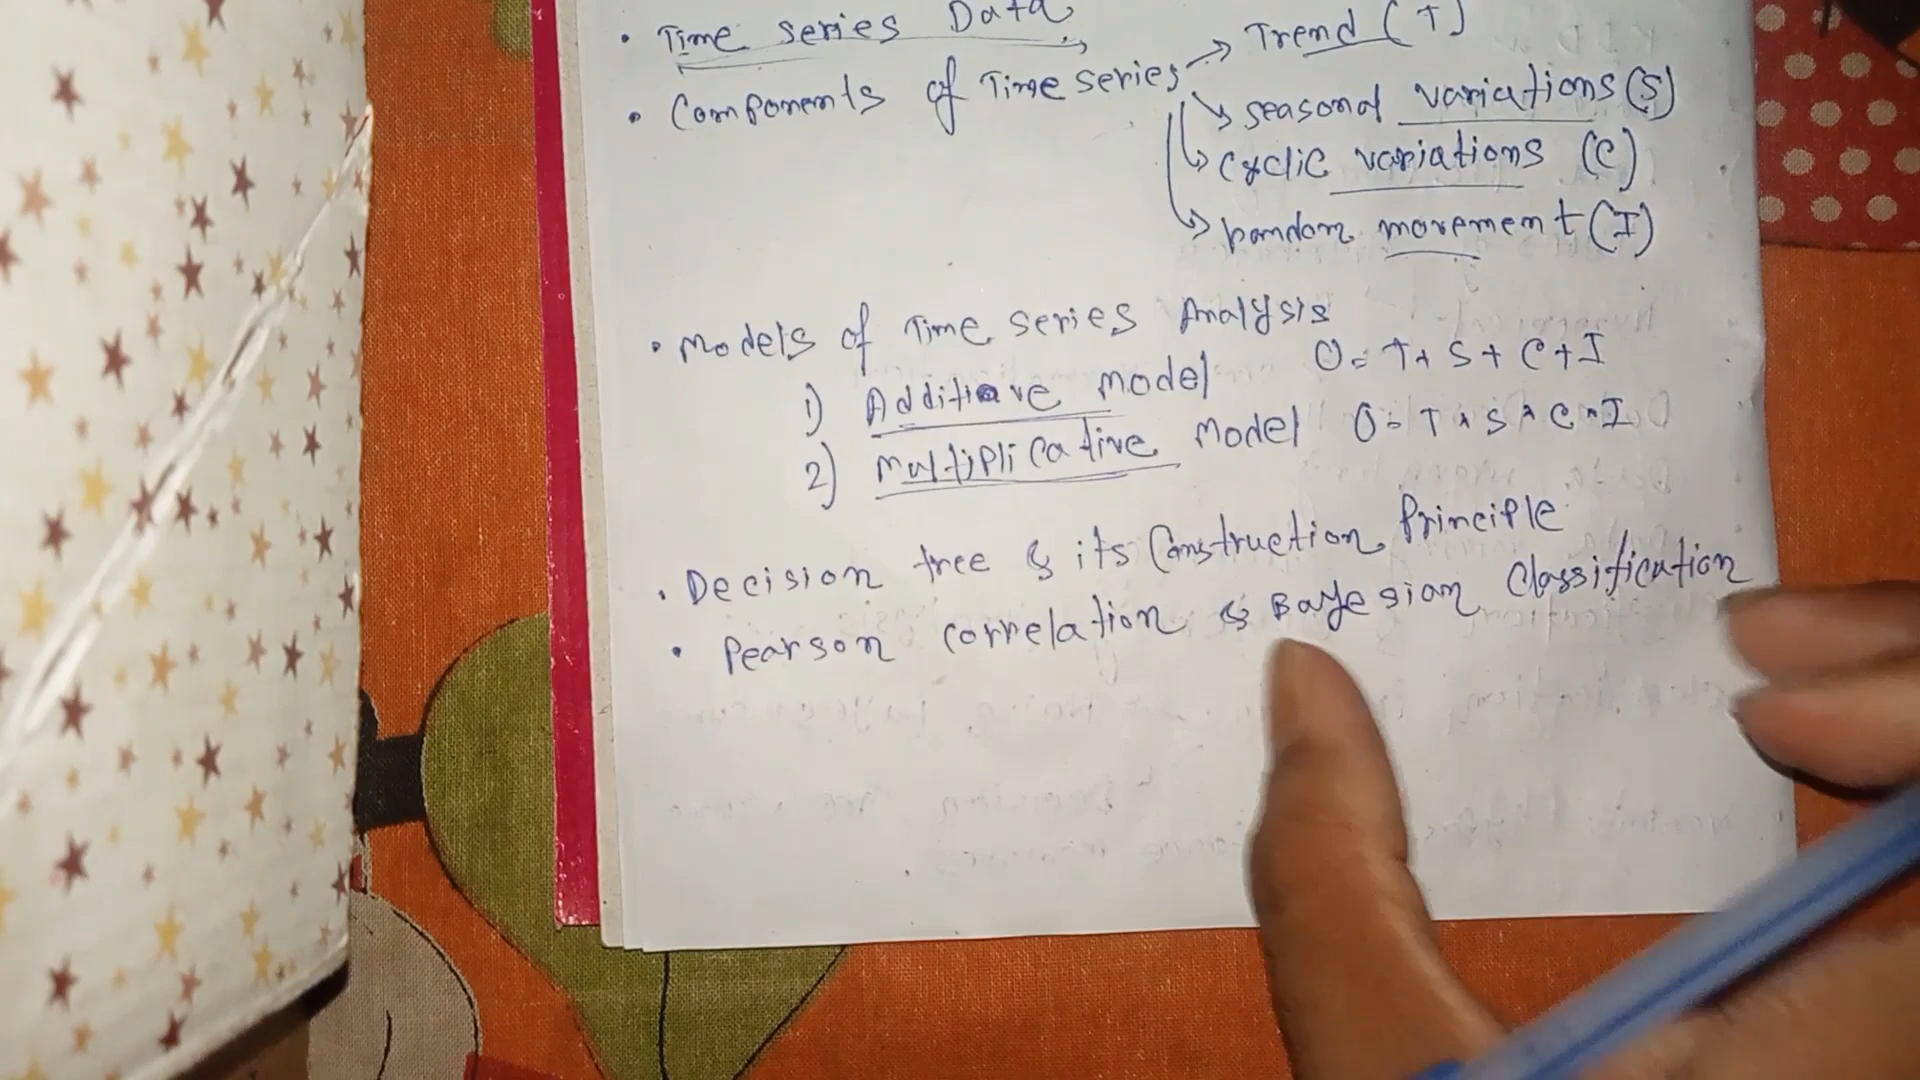 • Time series Data
• Components of Time series → Trend (T)
↳ seasonal variations (S)
↳ cyclic variations (C)
↳ Random movement (I)
• Models of Time series Analysis
1) Additive Model O = T + S + C + I
2) Multiplicative Model O = T * S * C * I
• Decision tree & its Construction Principle
• Pearson correlation & Bayesian Classification